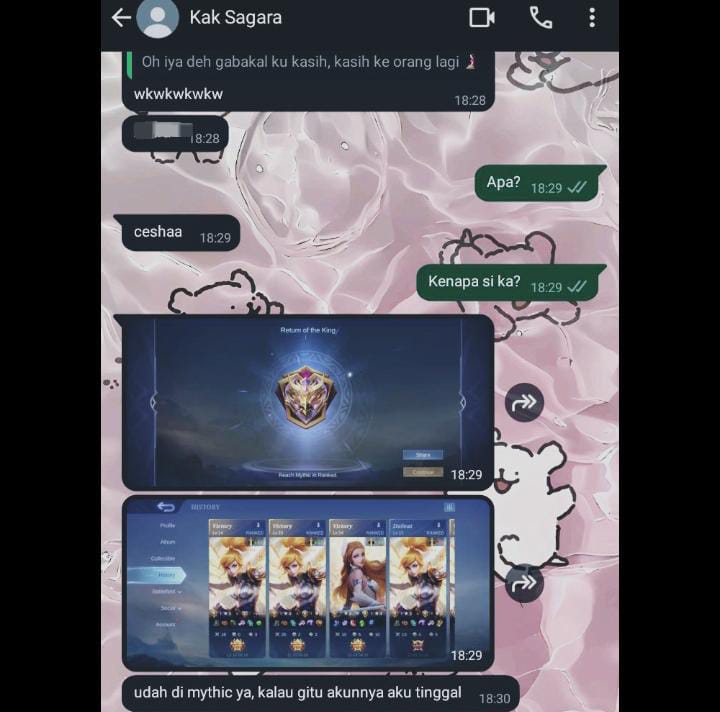 Kak Sagara
Oh iya deh gabakal ku kasih, kasih ke orang lagi
wkwkwkwkw
18:28
18:28
Apa? 18:29
ceshaa 18:29
Kenapa si ka? 18:29
Return of the King
Share
Reach Mythic in Ranked.
Continue
18:29
HISTORY
Profile
Album
Collectible
History
Battlefield
Social
Account
Victory Victory Victory Defeat
18:29
udah di mythic ya, kalau gitu akunnya aku tinggal 18:30